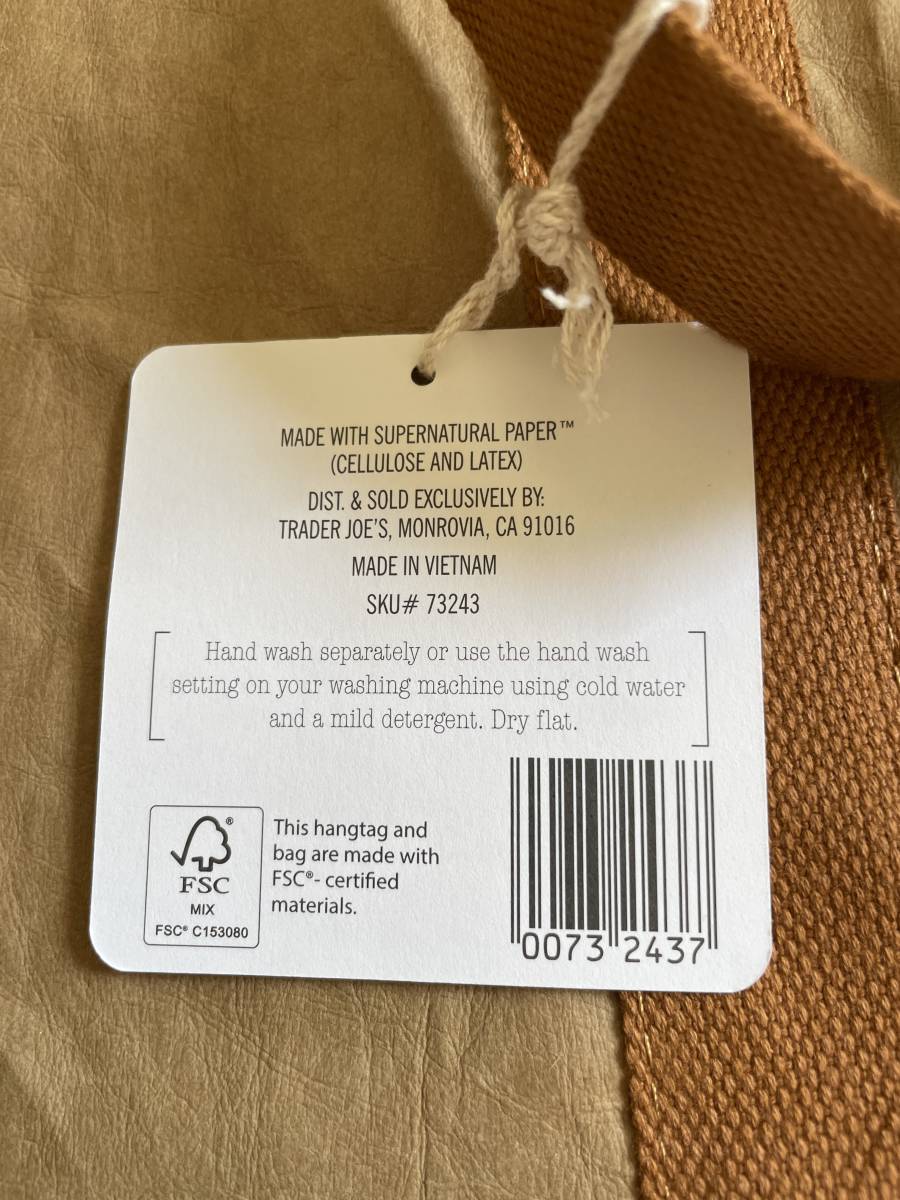 MADE WITH SUPERNATURAL PAPER™
(CELLULOSE AND LATEX)
DIST. & SOLD EXCLUSIVELY BY:
TRADER JOE'S, MONROVIA, CA 91016
MADE IN VIETNAM
SKU# 73243
Hand wash separately or use the hand wash
setting on your washing machine using cold water
and a mild detergent. Dry flat.
®
FSC
MIX
FSC® C153080
This hangtag and
bag are made with
FSC®- certified
materials.
0073 2437